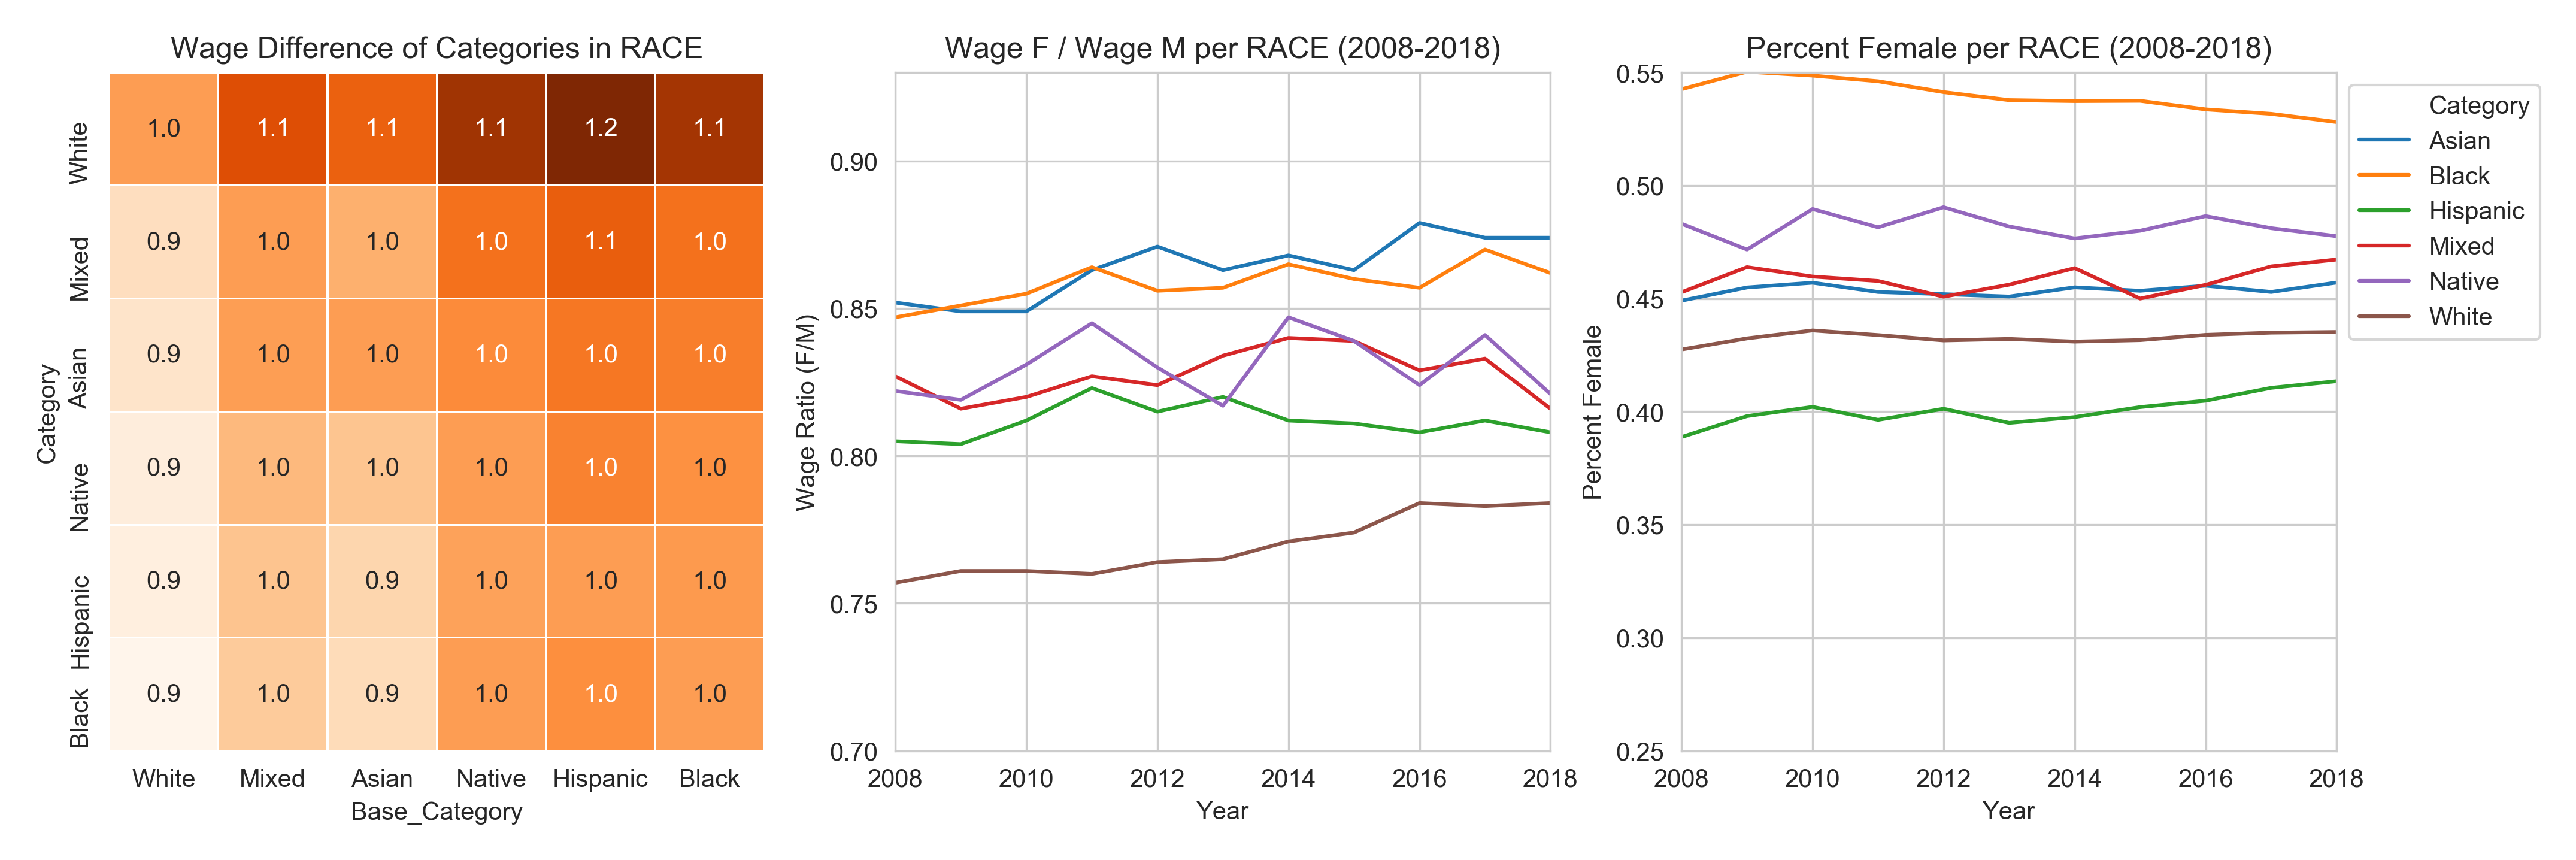 Wage Difference of Categories in RACE
White
1.0 1.1 1.1 1.1 1.2 1.1
Mixed
0.9 1.0 1.0 1.0 1.1 1.0
Asian
0.9 1.0 1.0 1.0 1.0 1.0
Native
0.9 1.0 1.0 1.0 1.0 1.0
Hispanic
0.9 1.0 0.9 1.0 1.0 1.0
Black
0.9 1.0 0.9 1.0 1.0 1.0
Category
White Mixed Asian Native Hispanic Black
Base_Category
Wage F / Wage M per RACE (2008-2018)
Wage Ratio (F/M)
0.90
0.85
0.80
0.75
0.70
2008 2010 2012 2014 2016 2018
Year
Percent Female per RACE (2008-2018)
Percent Female
0.55
0.50
0.45
0.40
0.35
0.30
0.25
2008 2010 2012 2014 2016 2018
Year
Category
Asian
Black
Hispanic
Mixed
Native
White